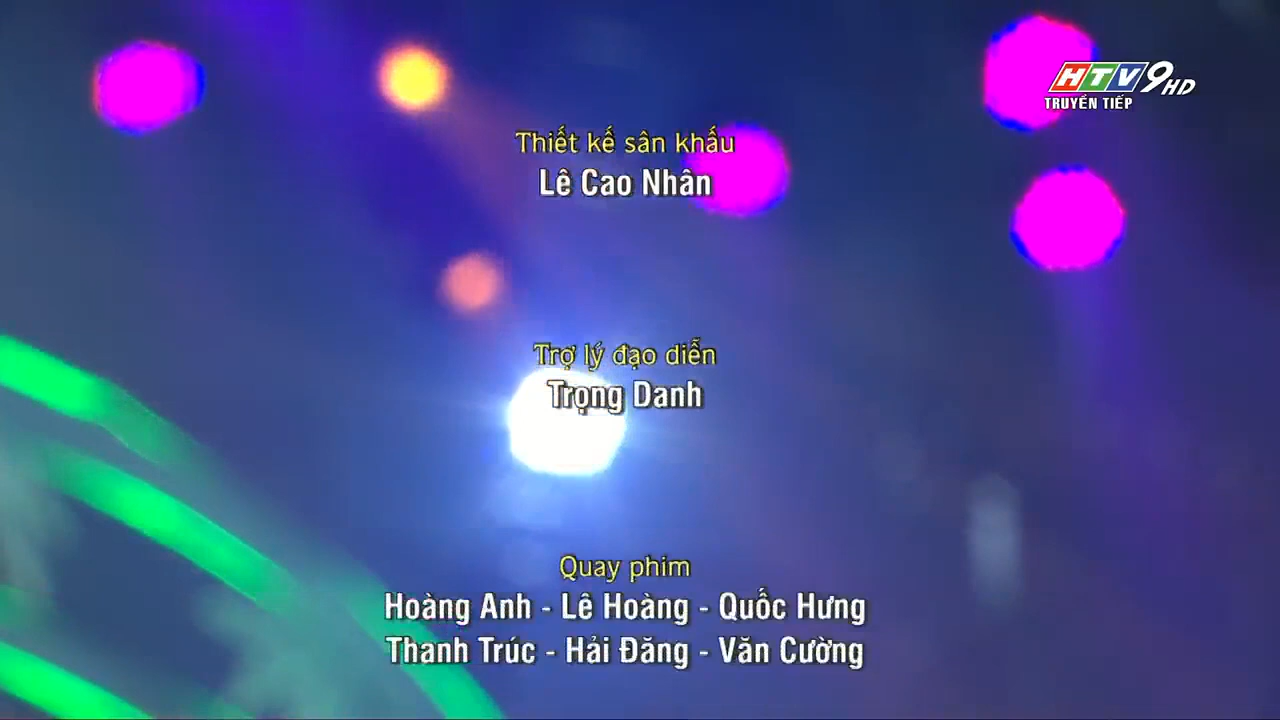 HTV9HD
TRUYỀN TIẾP
Thiết kế sân khấu
Lê Cao Nhân
Trợ lý đạo diễn
Trọng Danh
Quay phim
Hoàng Anh - Lê Hoàng - Quốc Hưng
Thanh Trúc - Hải Đăng - Văn Cường